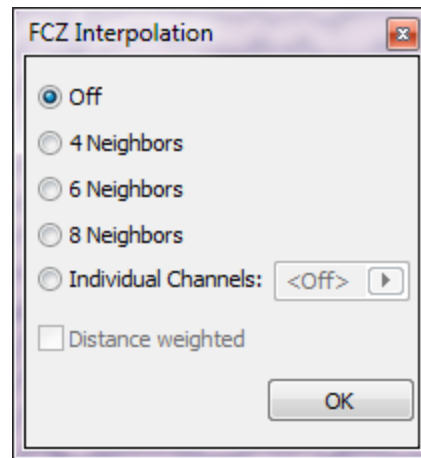 FCZ Interpolation
Off
4 Neighbors
6 Neighbors
8 Neighbors
Individual Channels: <Off>
Distance weighted
OK